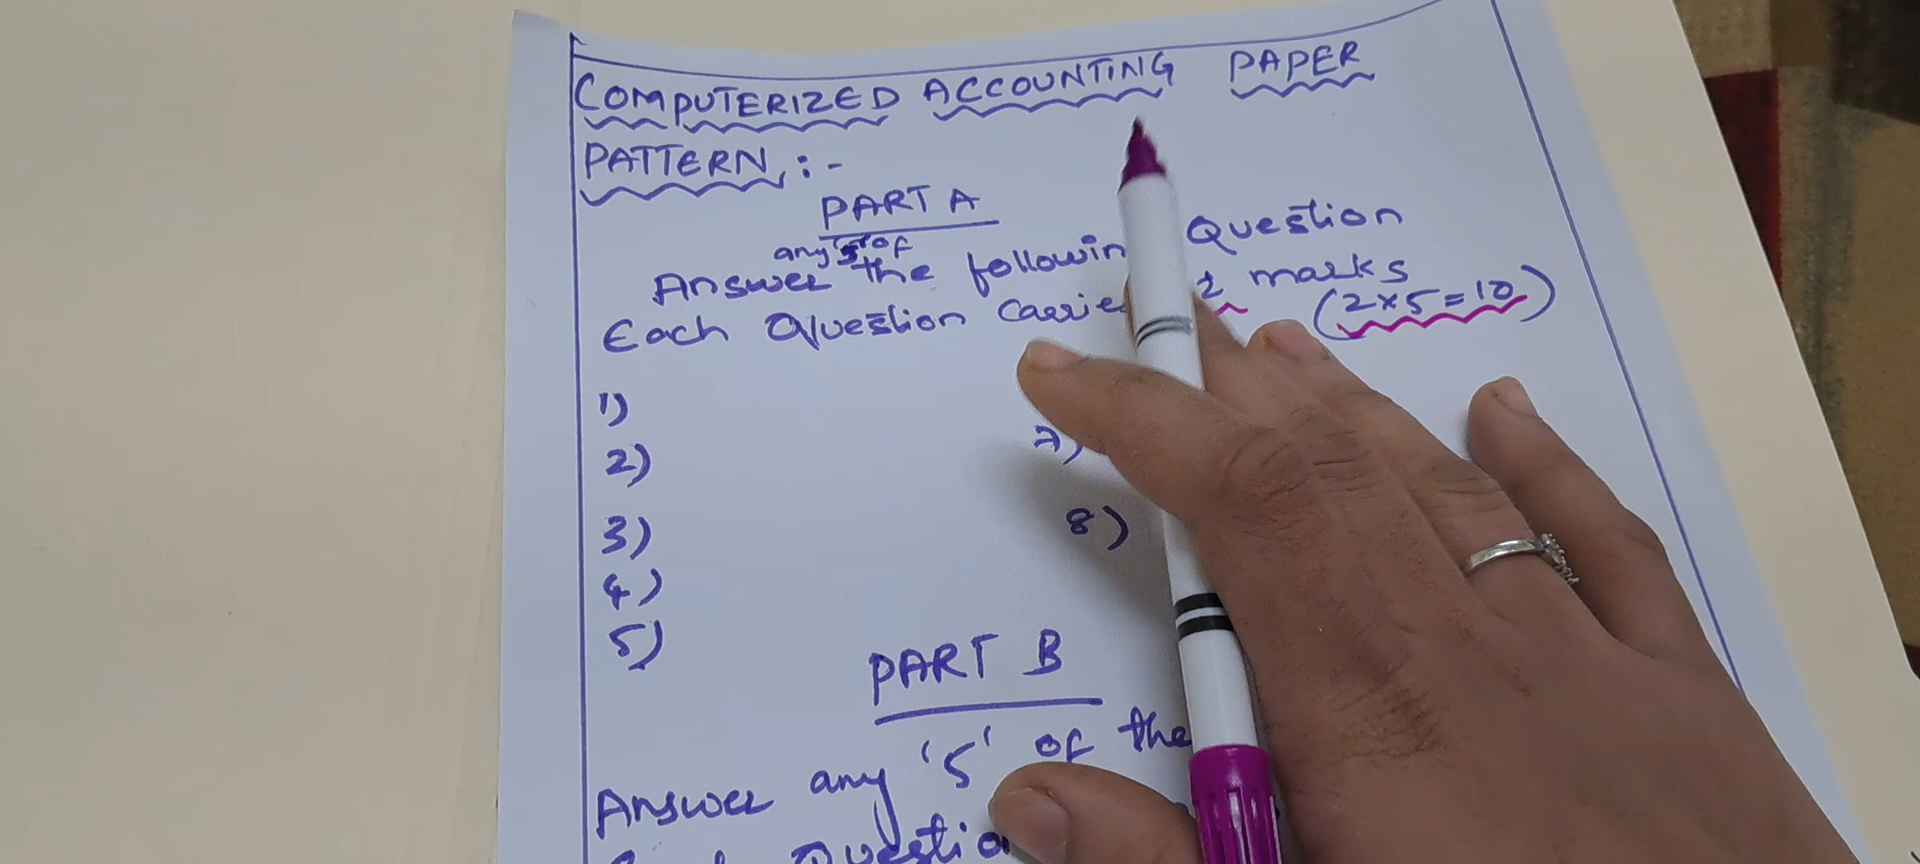 COMPUTERIZED ACCOUNTING PAPER
PATTERN :-
PART A
any 5 of
Answer the followin Question
Each Question Carrie 2 marks (2×5=10)
1)
2) 7)
3) 8)
4)
5)
PART B
Answer any '5' of the
Questio